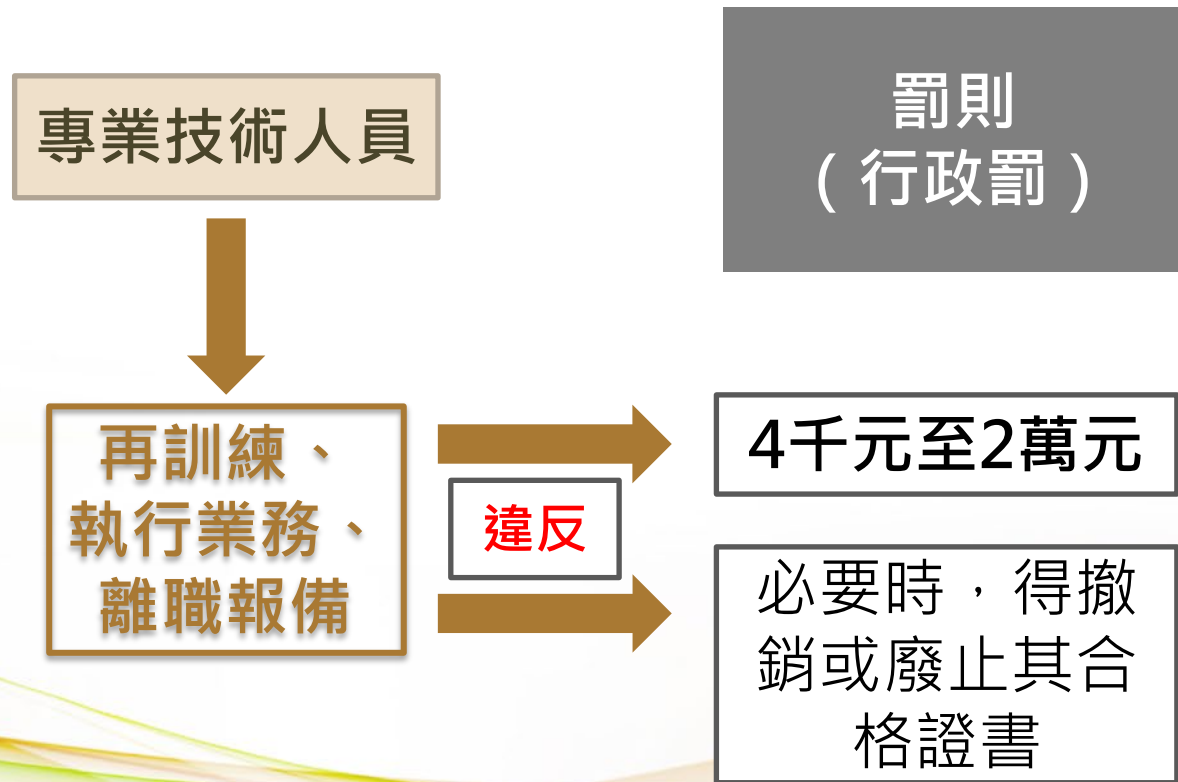 專業技術人員
罰則
（行政罰）
再訓練、
執行業務、
離職報備
違反
4千元至2萬元
必要時，得撤
銷或廢止其合
格證書